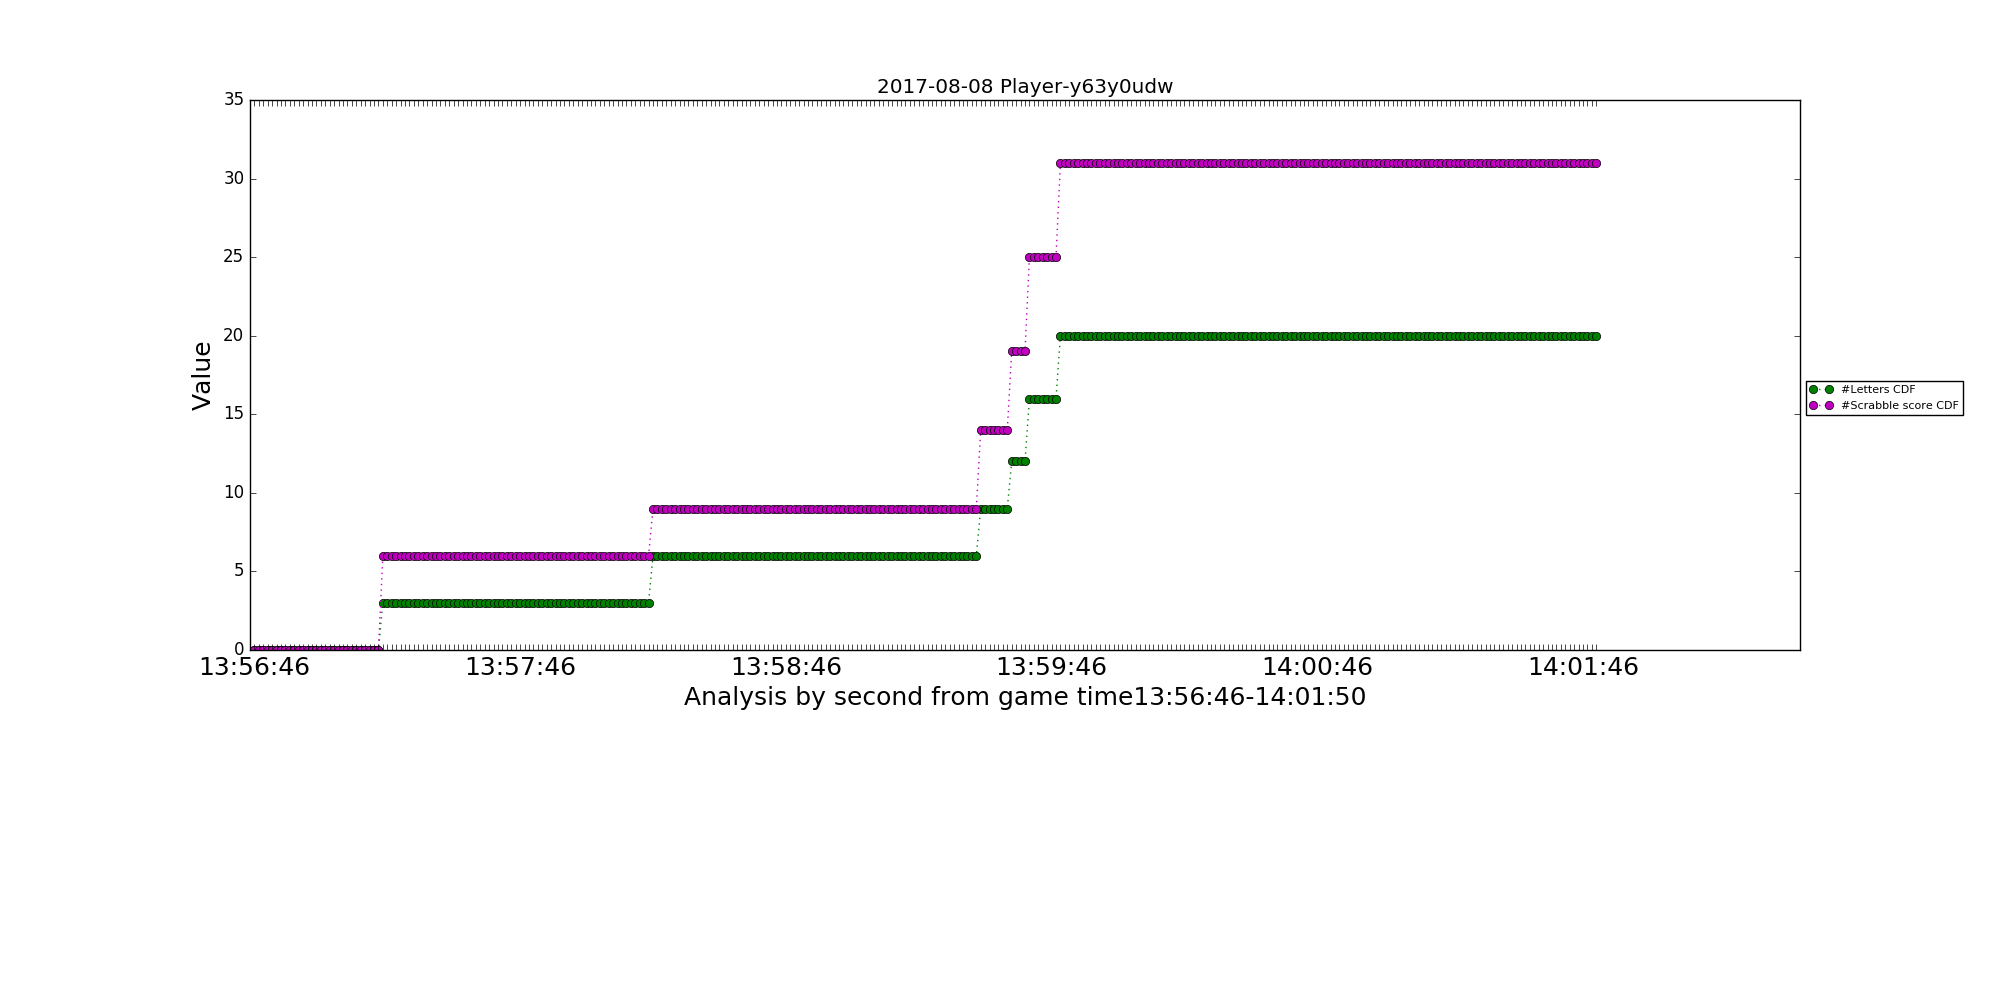 2017-08-08 Player-y63y0udw
35
30
25
20
15
10
5
0
Value
13:56:46 13:57:46 13:58:46 13:59:46 14:00:46 14:01:46
Analysis by second from game time13:56:46-14:01:50
#Letters CDF
#Scrabble score CDF